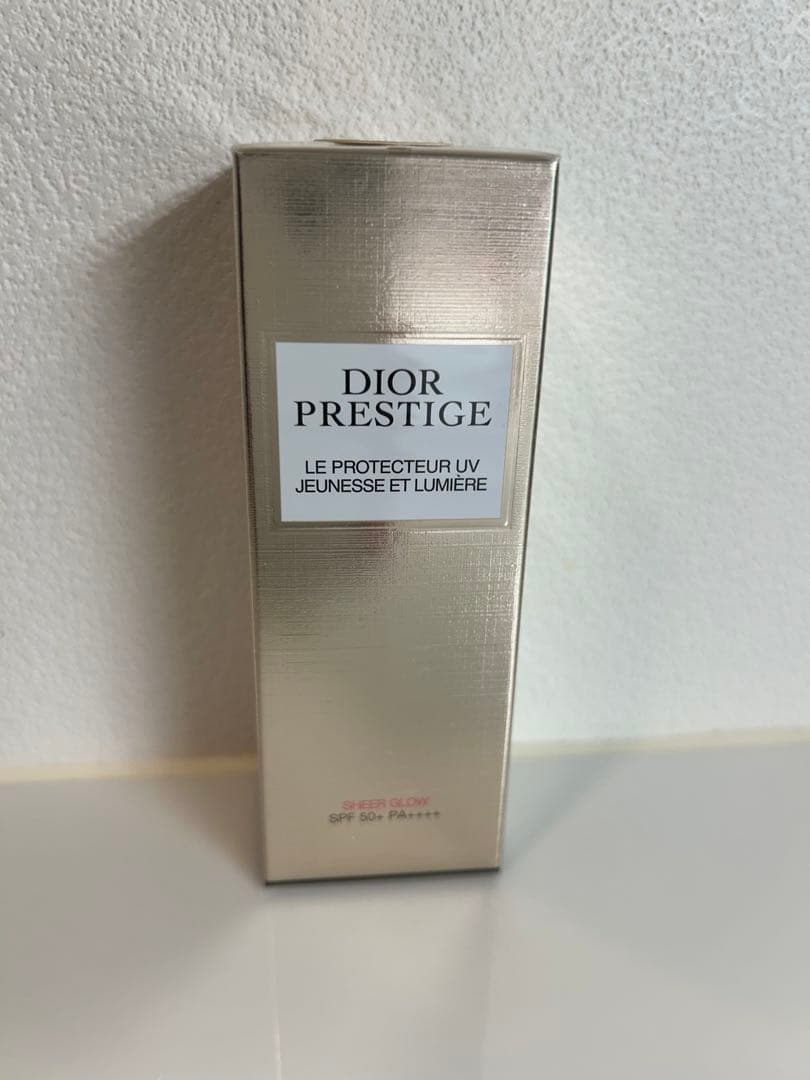 DIOR
PRESTIGE
LE PROTECTEUR UV
JEUNESSE ET LUMIÈRE
SHEER GLOW
SPF 50+ PA++++